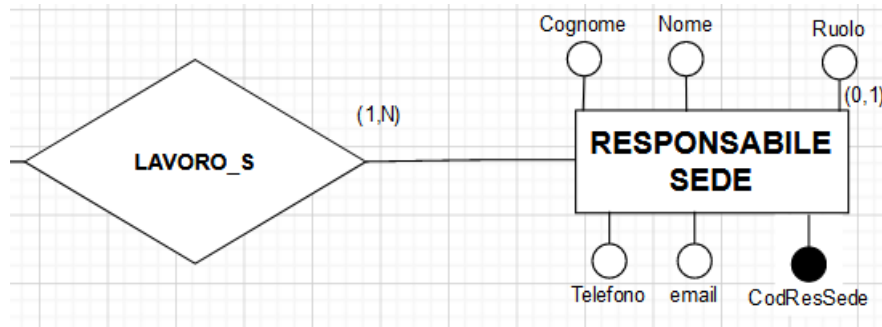 Cognome
Nome
Ruolo
(0,1)
(1,N)
LAVORO_S
RESPONSABILE
SEDE
Telefono
email
CodResSede